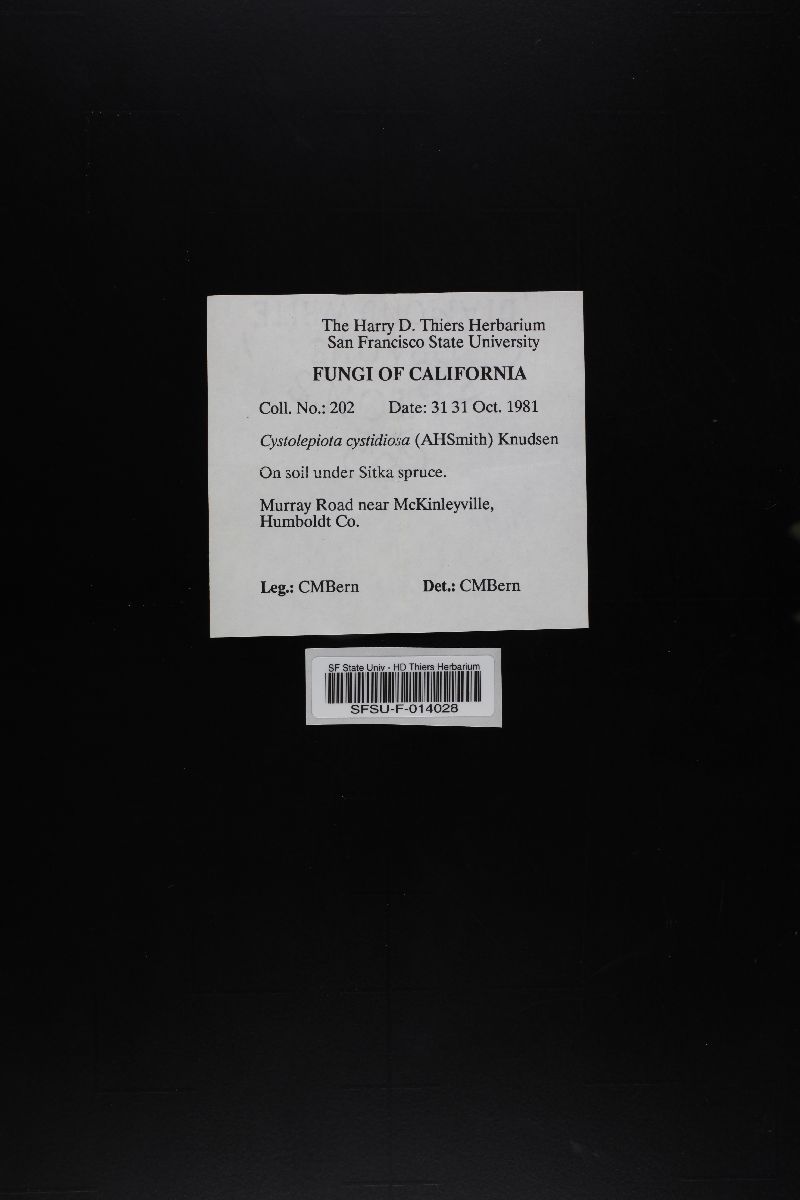 The Harry D. Thiers Herbarium
San Francisco State University
FUNGI OF CALIFORNIA
Coll. No.: 202 Date: 31 31 Oct. 1981
Cystolepiota cystidiosa (AHSmith) Knudsen
On soil under Sitka spruce.
Murray Road near McKinleyville,
Humboldt Co.
Leg.: CMBern Det.: CMBern
SF State Univ - HD Thiers Herbarium
SFSU-F-014028